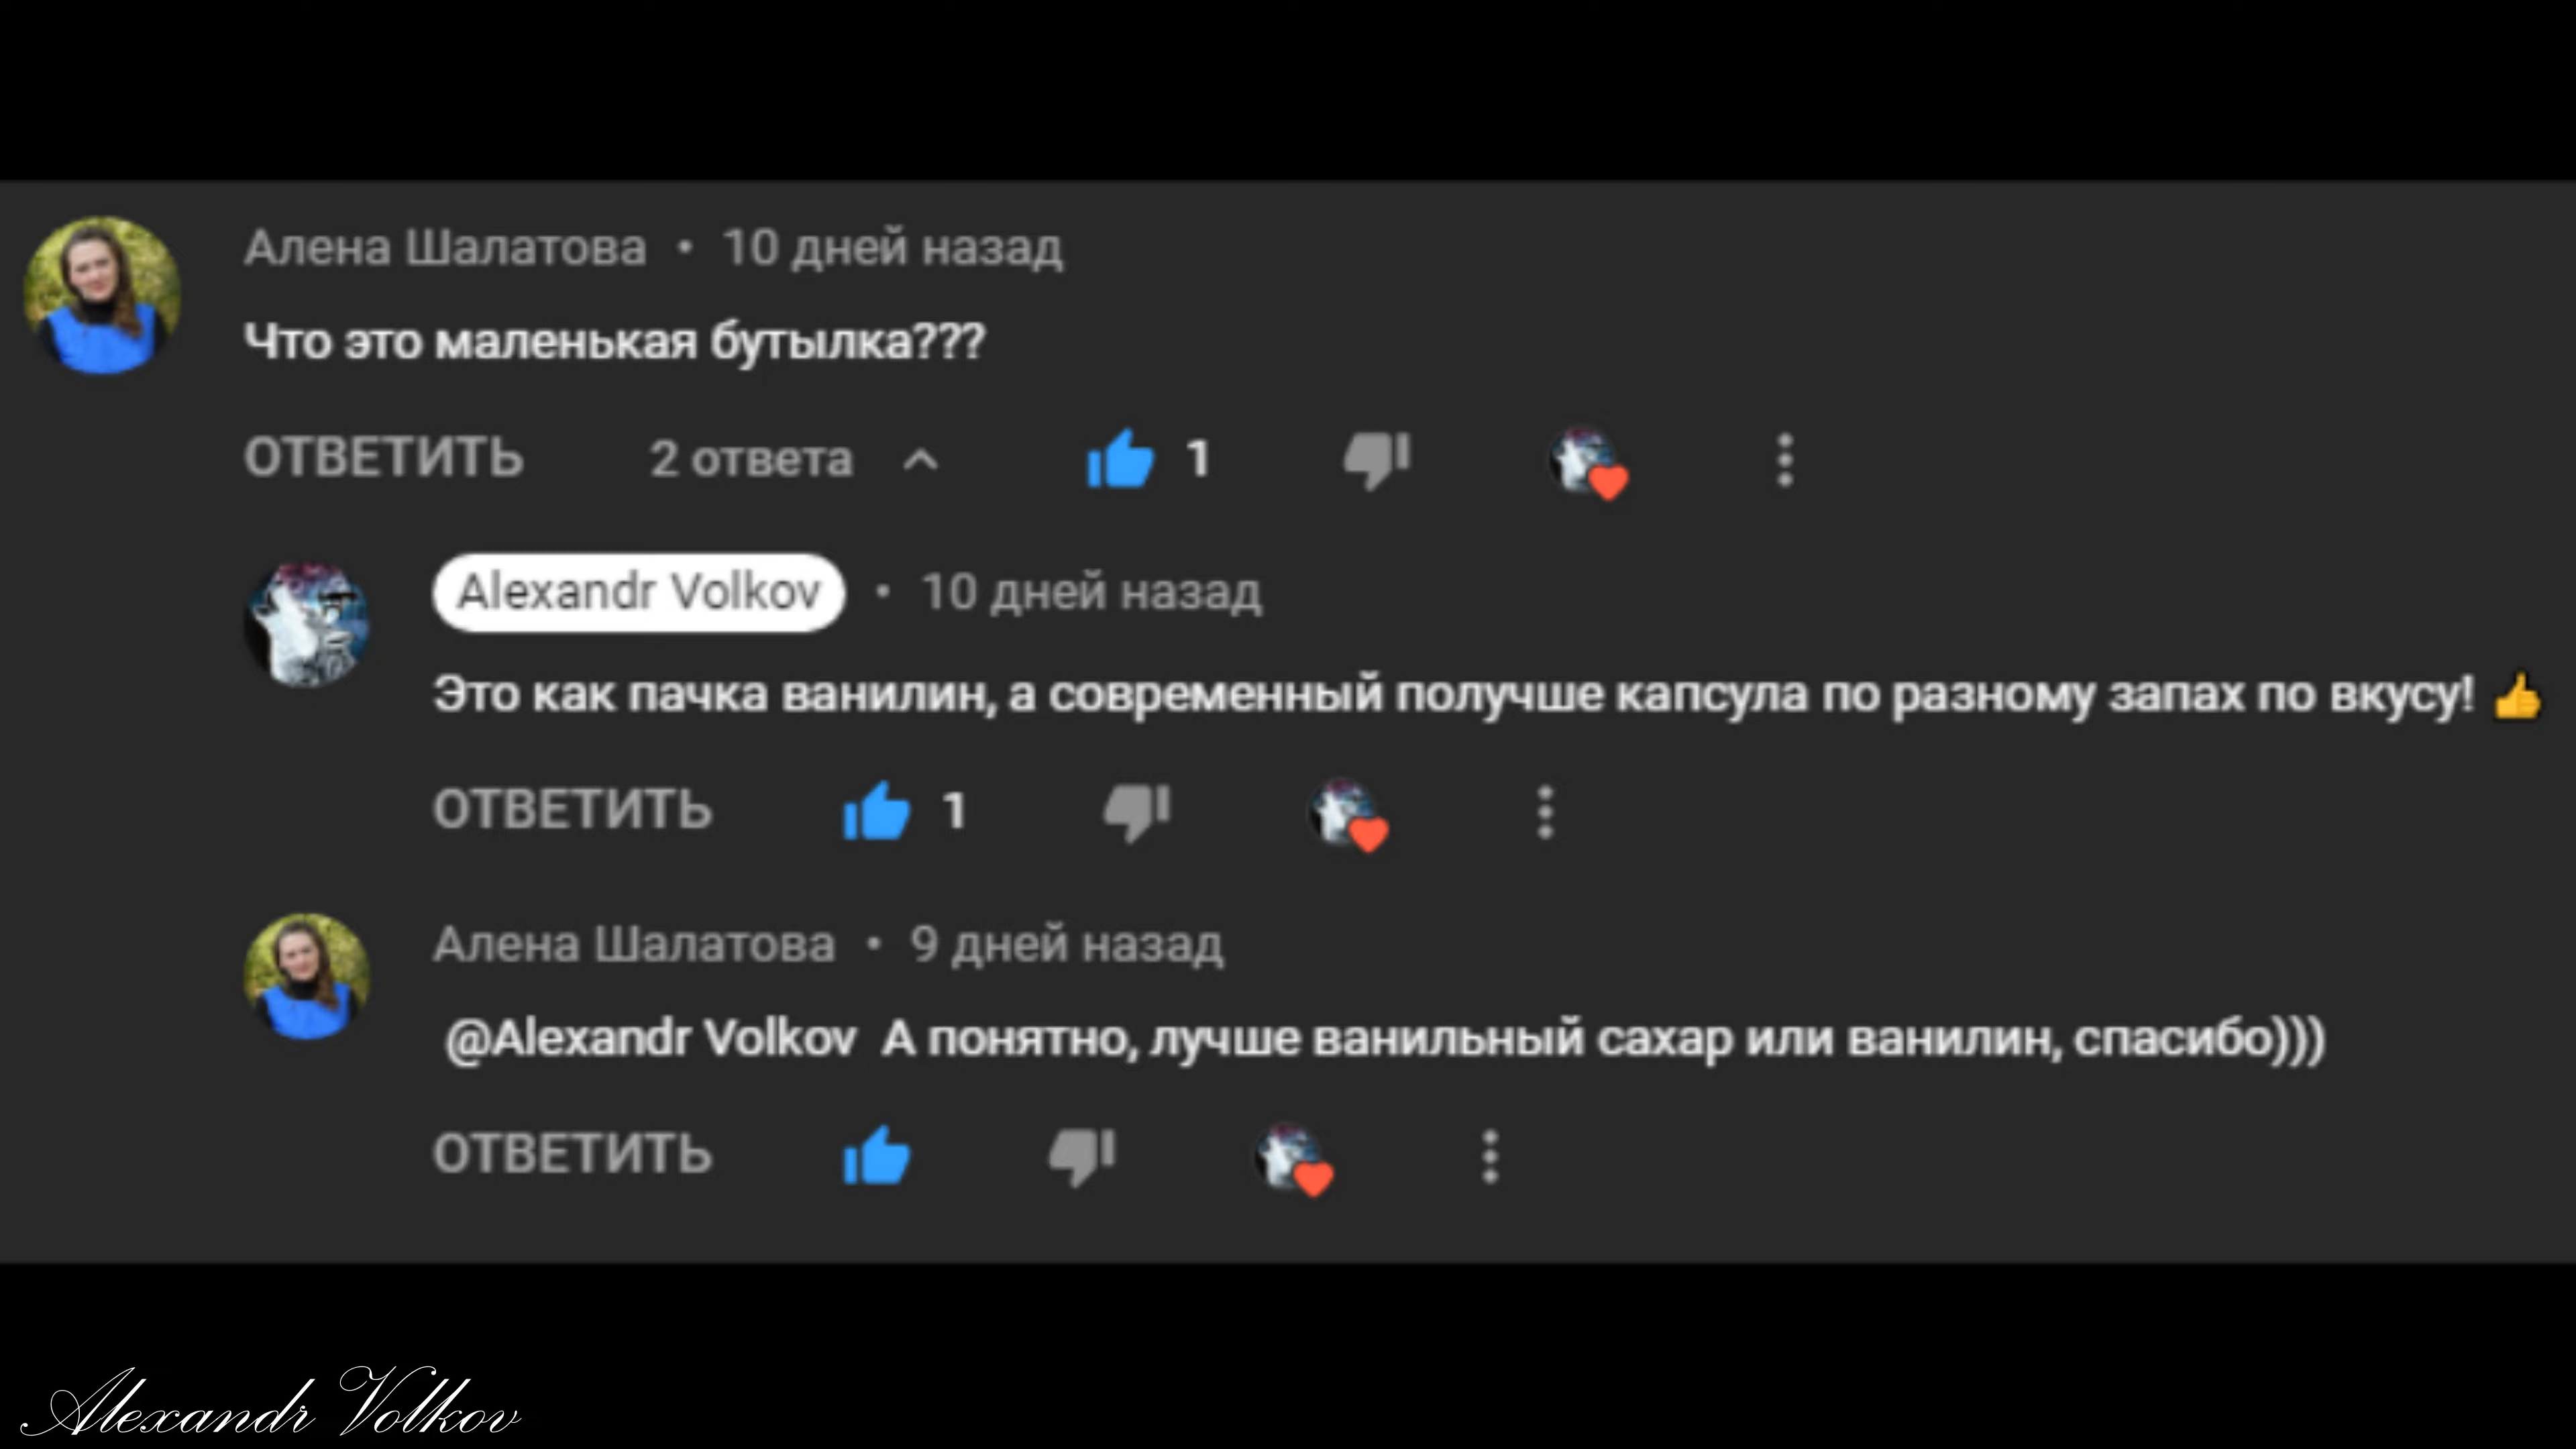 Алена Шалатова • 10 дней назад
Что это маленькая бутылка???
ОТВЕТИТЬ 2 ответа 1
Alexandr Volkov • 10 дней назад
Это как пачка ванилин, а современный получше капсула по разному запах по вкусу! 👍
ОТВЕТИТЬ 1
Алена Шалатова • 9 дней назад
@Alexandr Volkov А понятно, лучше ванильный сахар или ванилин, спасибо)))
ОТВЕТИТЬ
Alexandr Volkov